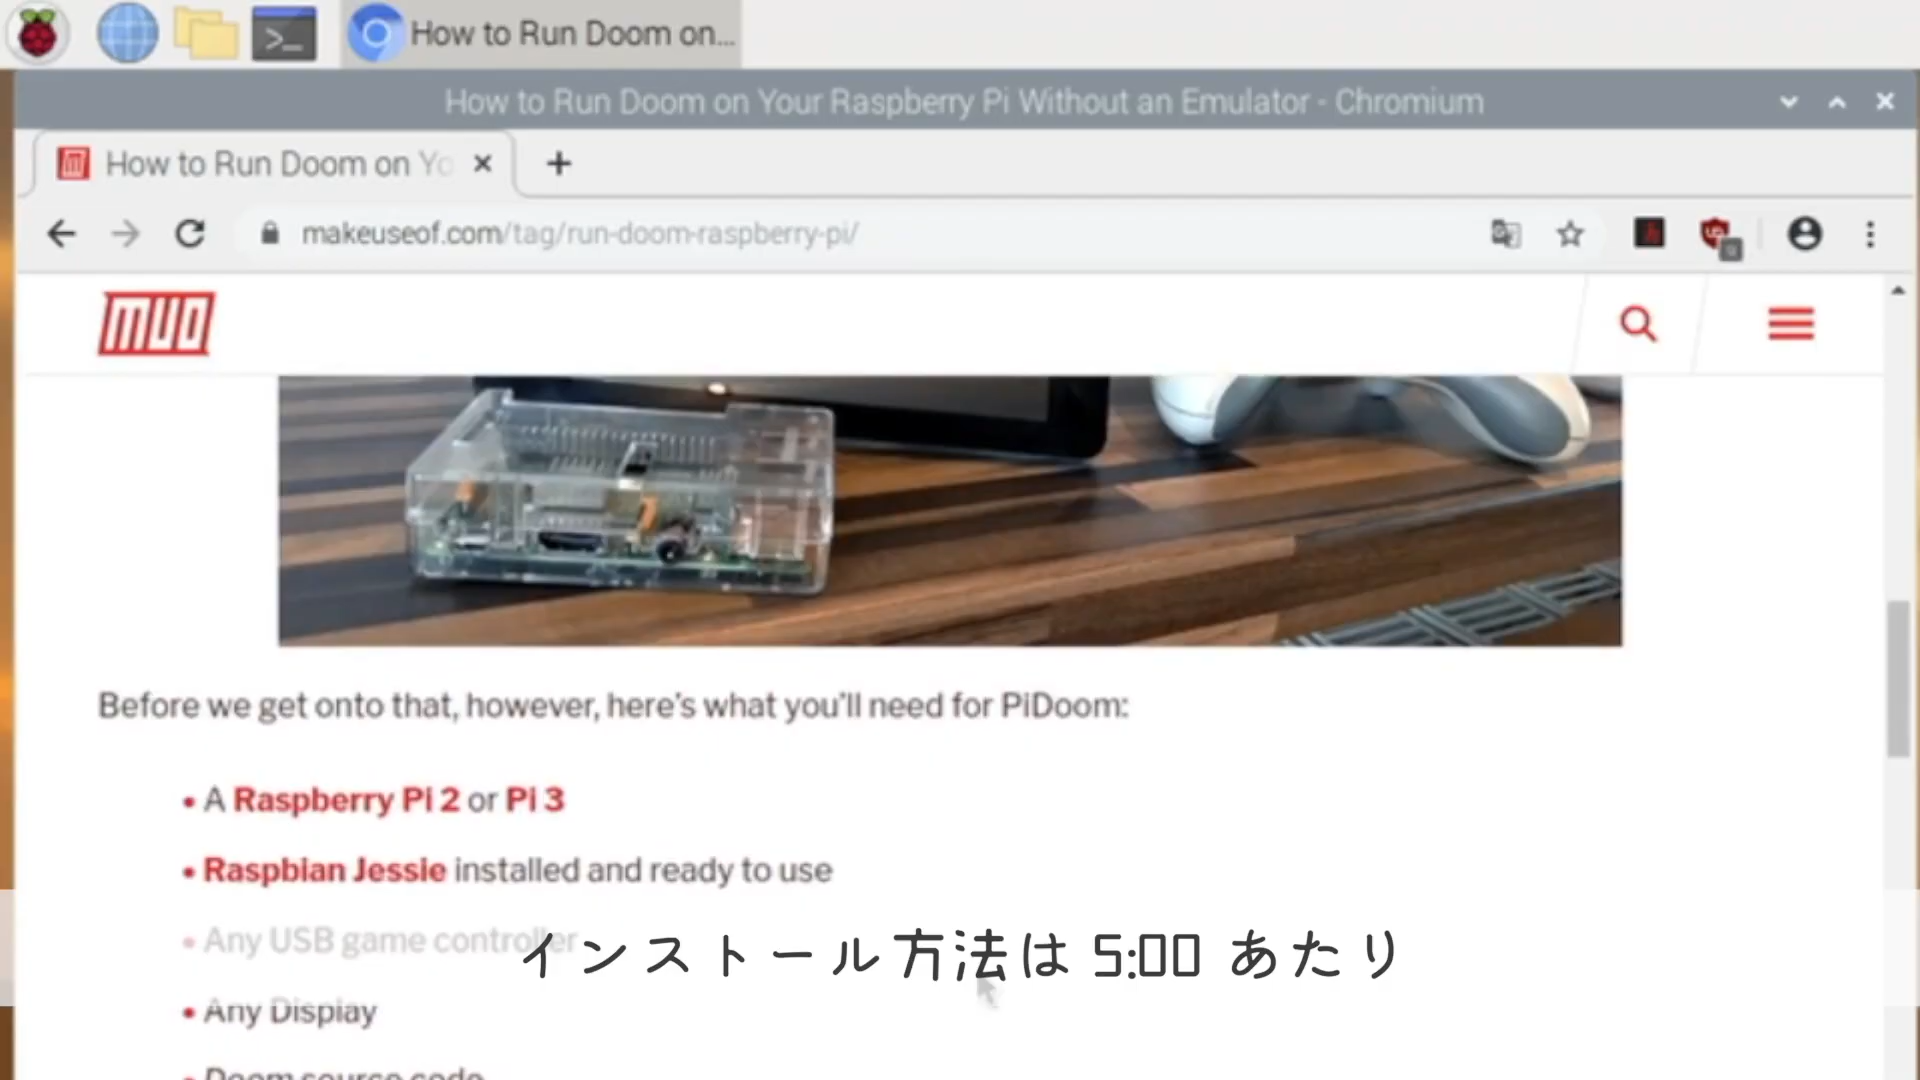 How to Run Doom on...
How to Run Doom on Your Raspberry Pi Without an Emulator - Chromium
How to Run Doom on Yo
makeuseof.com/tag/run-doom-raspberry-pi/
MUO
Before we get onto that, however, here's what you'll need for PiDoom:
• A Raspberry Pi 2 or Pi 3
• Raspbian Jessie installed and ready to use
• Any USB game controller
インストール方法は 5:00 あたり
• Any Display
• Doom source code